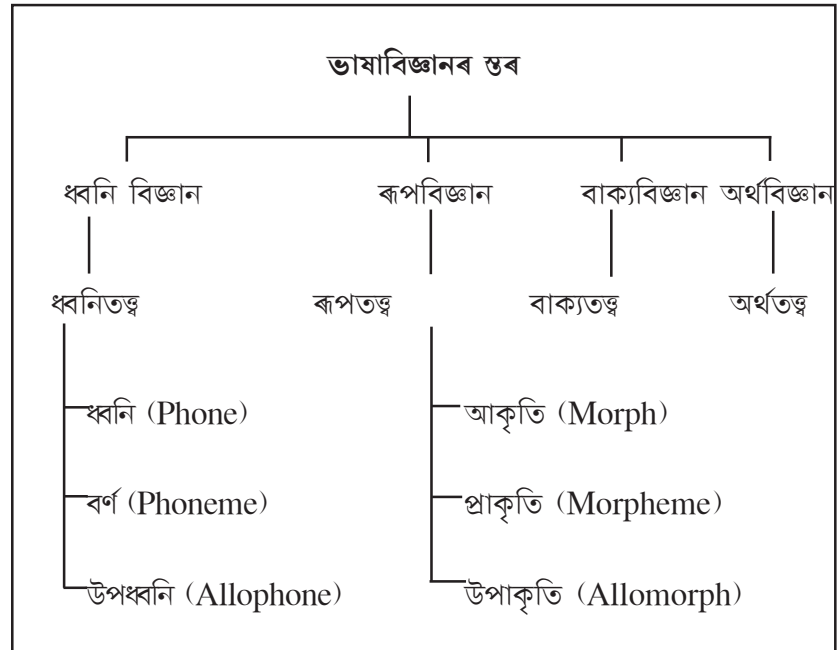 ভাষাবিজ্ঞানৰ স্তৰ
ধ্বনি বিজ্ঞান ৰূপবিজ্ঞান বাক্যবিজ্ঞান অৰ্থবিজ্ঞান
ধ্বনিতত্ত্ব ৰূপতত্ত্ব বাক্যতত্ত্ব অৰ্থতত্ত্ব
ধ্বনি (Phone) আকৃতি (Morph)
বৰ্ণ (Phoneme) প্ৰাকৃতি (Morpheme)
উপধ্বনি (Allophone) উপাকৃতি (Allomorph)